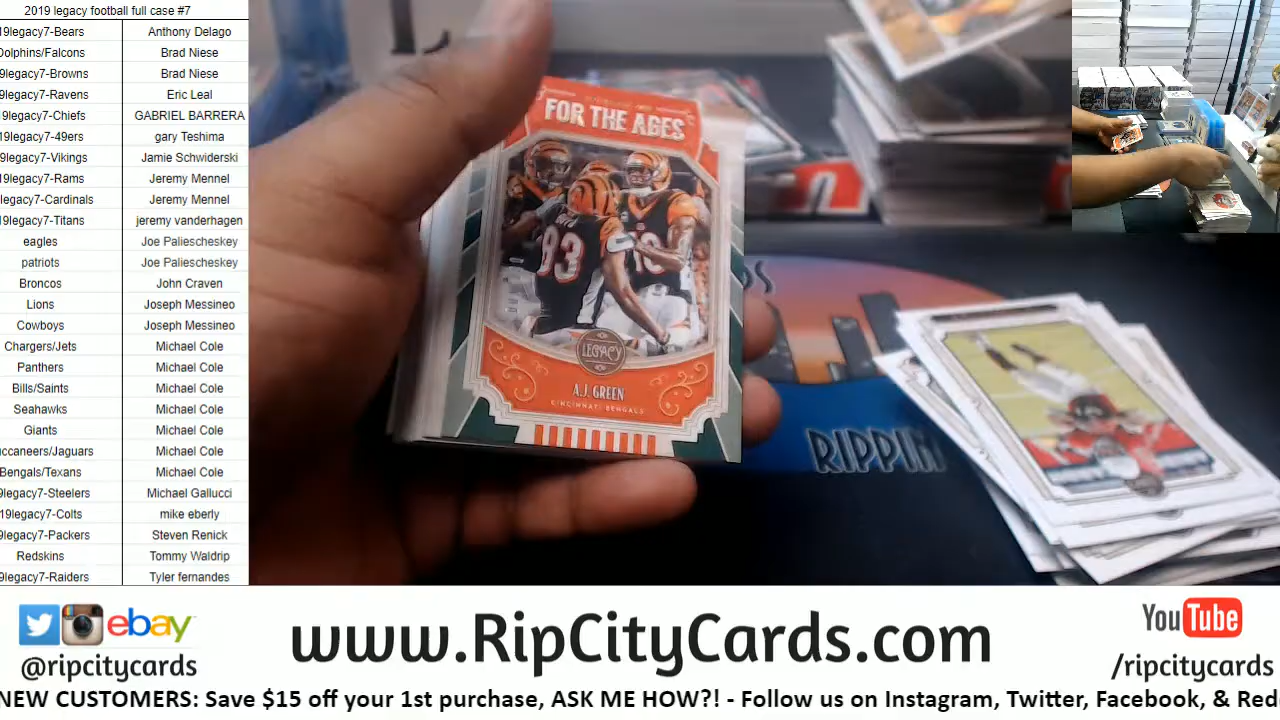 2019 legacy football full case #7
19legacy7-Bears Anthony Delago
Dolphins/Falcons Brad Niese
9legacy7-Browns Brad Niese
9legacy7-Ravens Eric Leal
9legacy7-Chiefs GABRIEL BARRERA
19legacy7-49ers gary Teshima
19legacy7-Vikings Jamie Schwiderski
19legacy7-Rams Jeremy Mennel
9legacy7-Cardinals Jeremy Mennel
19legacy7-Titans jeremy vanderhagen
eagles Joe Paliescheskey
patriots Joe Paliescheskey
Broncos John Craven
Lions Joseph Messineo
Cowboys Joseph Messineo
Chargers/Jets Michael Cole
Panthers Michael Cole
Bills/Saints Michael Cole
Seahawks Michael Cole
Giants Michael Cole
uccaneers/Jaguars Michael Cole
Bengals/Texans Michael Cole
9legacy7-Steelers Michael Gallucci
19legacy7-Colts mike eberly
9legacy7-Packers Steven Renick
Redskins Tommy Waldrip
9legacy7-Raiders Tyler fernandes
FOR THE AGES
83
LEGACY
A.J. GREEN
CINCINNATI BENGALS
RIPPIN
ebay
@ripcitycards
www.RipCityCards.com
YouTube
/ripcitycards
NEW CUSTOMERS: Save $15 off your 1st purchase, ASK ME HOW?! - Follow us on Instagram, Twitter, Facebook, & Red